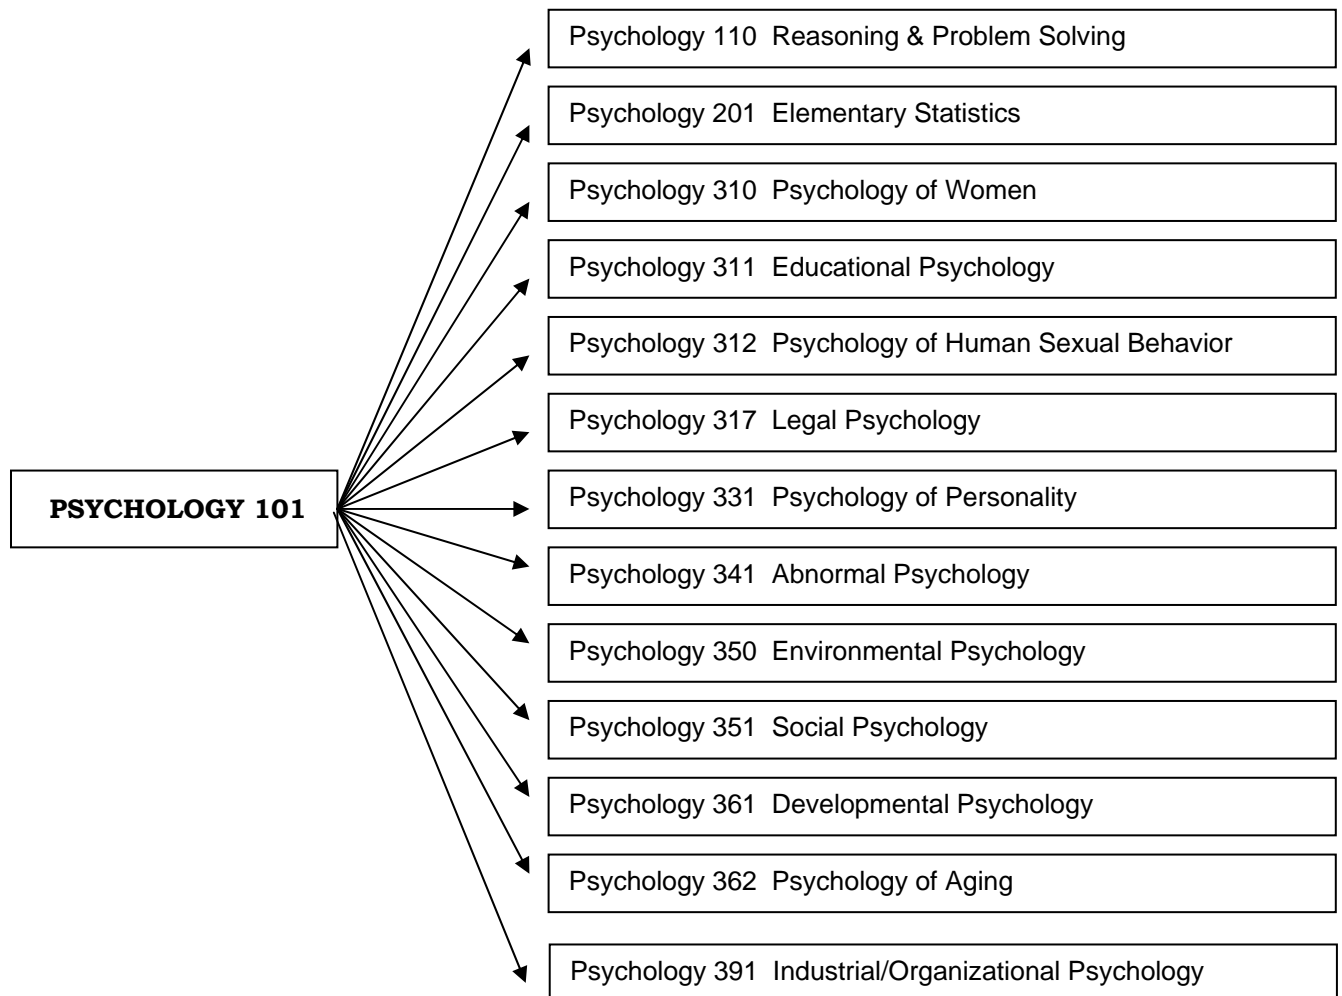 Psychology 110 Reasoning & Problem Solving
Psychology 201 Elementary Statistics
Psychology 310 Psychology of Women
Psychology 311 Educational Psychology
Psychology 312 Psychology of Human Sexual Behavior
Psychology 317 Legal Psychology
PSYCHOLOGY 101
Psychology 331 Psychology of Personality
Psychology 341 Abnormal Psychology
Psychology 350 Environmental Psychology
Psychology 351 Social Psychology
Psychology 361 Developmental Psychology
Psychology 362 Psychology of Aging
Psychology 391 Industrial/Organizational Psychology